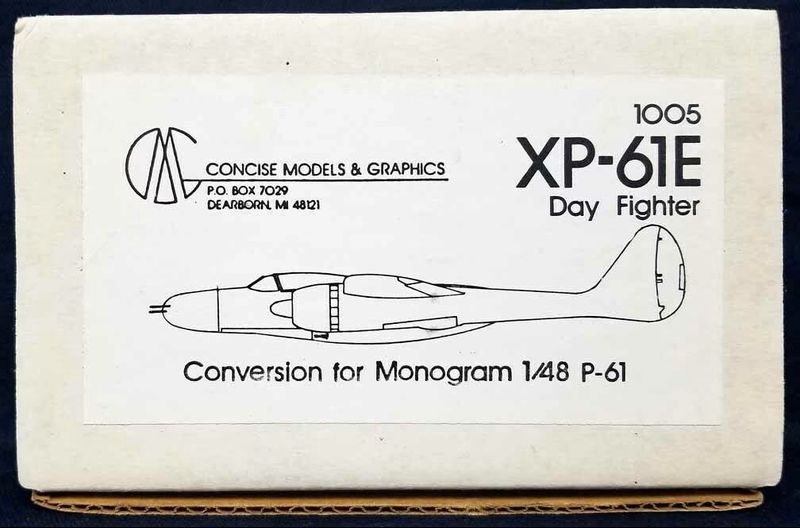 1005
XP-61E
Day Fighter
CONCISE MODELS & GRAPHICS
P.O. BOX 7029
DEARBORN, MI 48121
Conversion for Monogram 1/48 P-61